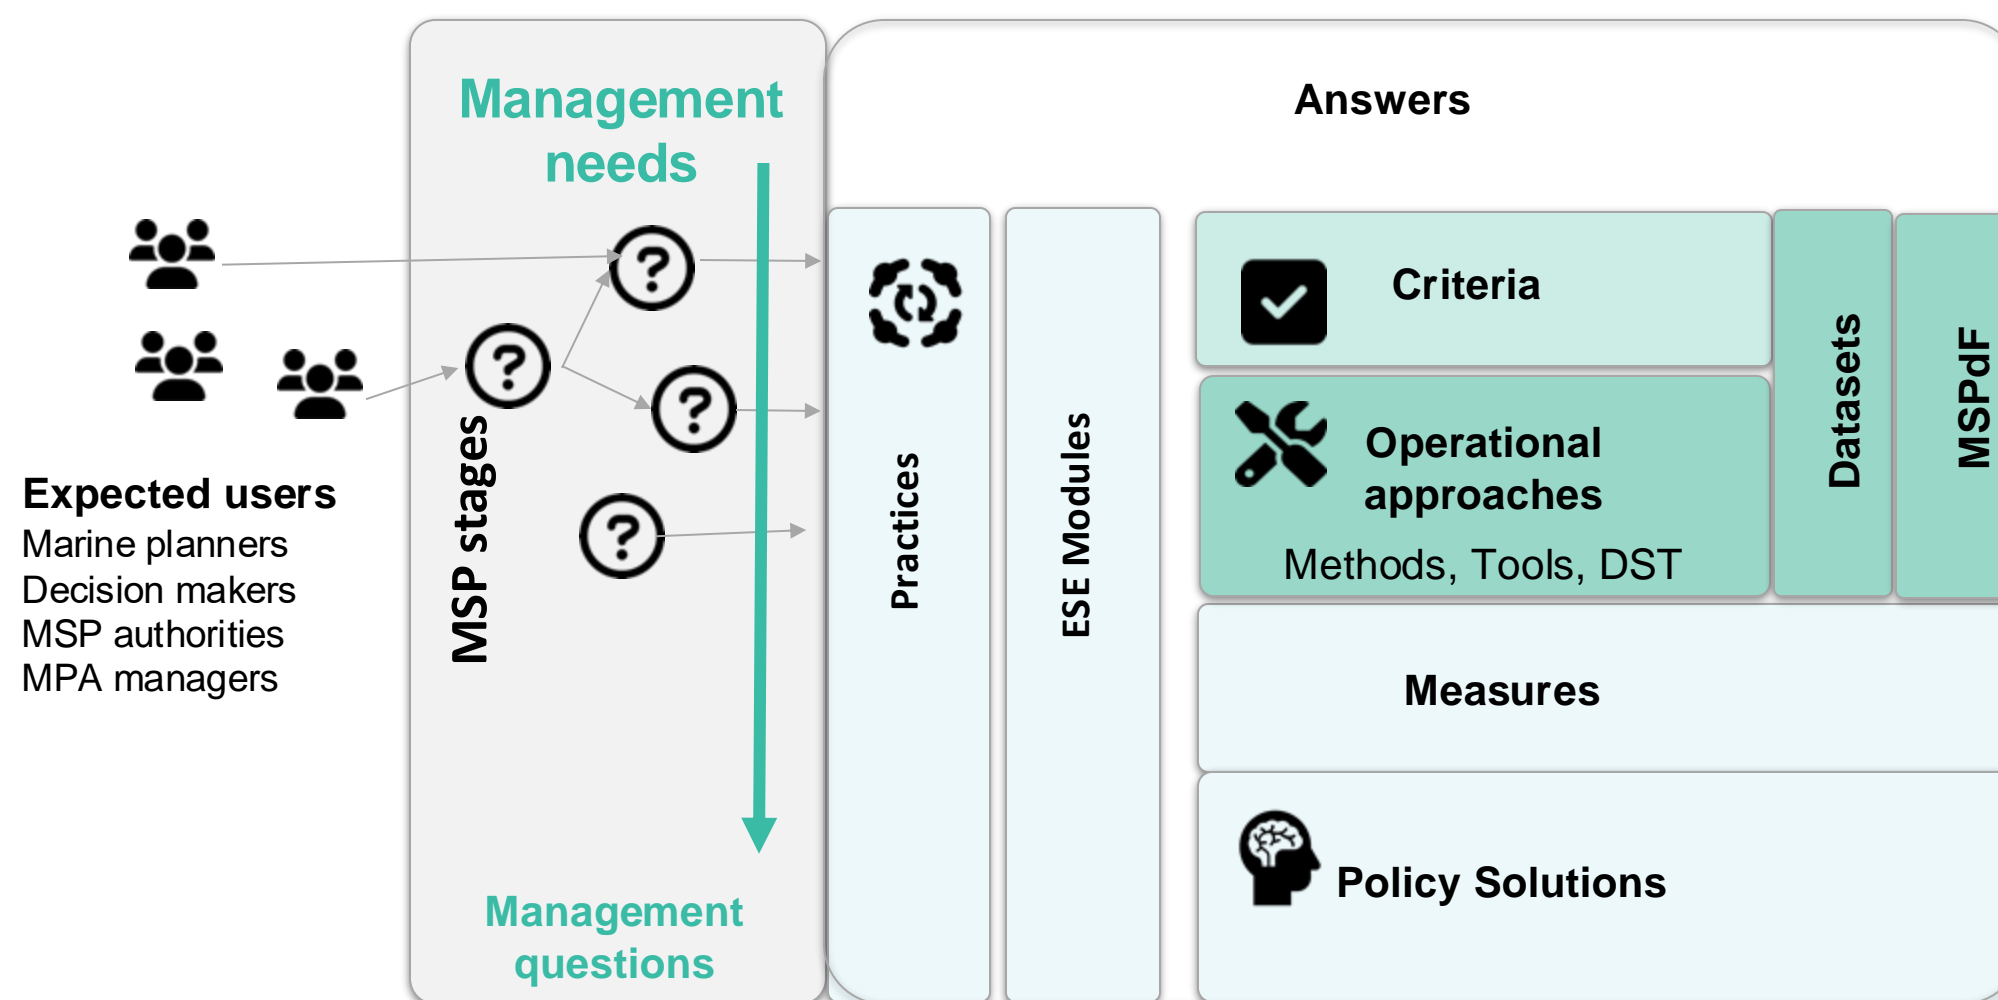 Management
needs
Answers
Expected users
Marine planners
Decision makers
MSP authorities
MPA managers
MSP stages
Management
questions
Practices
ESE Modules
Criteria
Operational
approaches
Methods, Tools, DST
Datasets
MSPdF
Measures
Policy Solutions